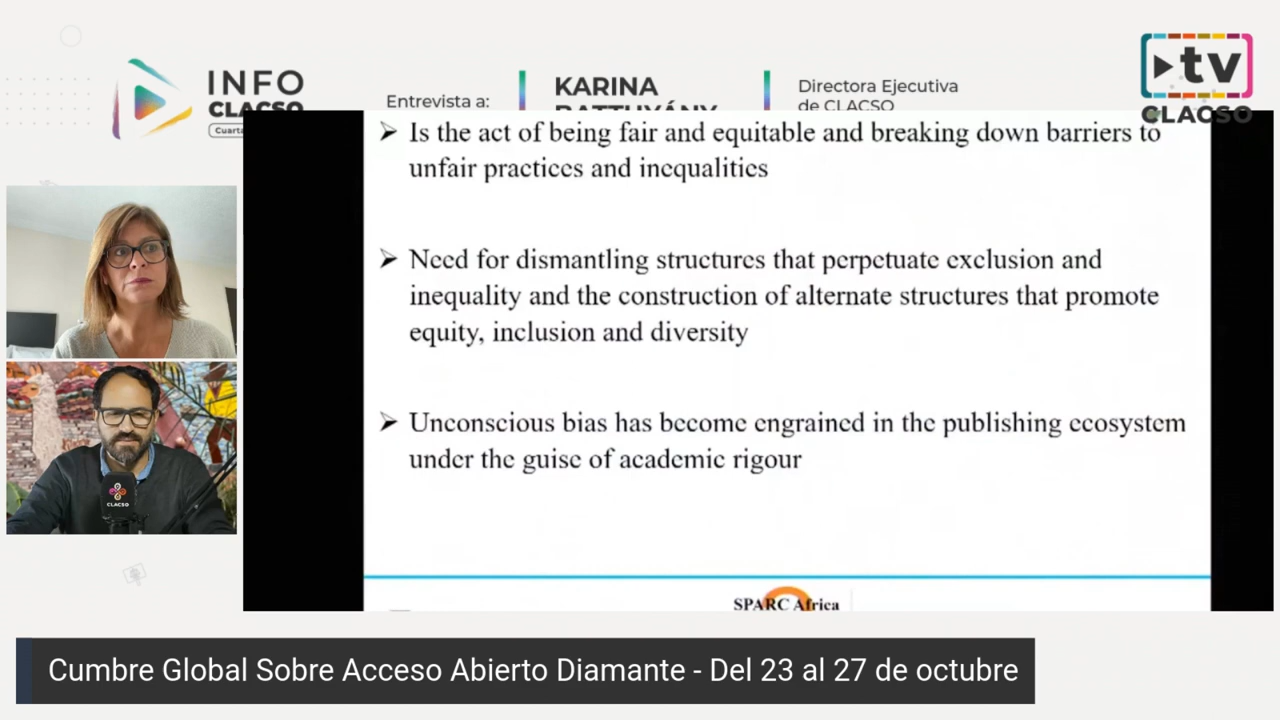 INFO
CLACSO
Entrevista a:
KARINA
BATTHYÁNY
Directora Ejecutiva
de CLACSO
tv
CLACSO
➢ Is the act of being fair and equitable and breaking down barriers to
unfair practices and inequalities
➢ Need for dismantling structures that perpetuate exclusion and
inequality and the construction of alternate structures that promote
equity, inclusion and diversity
➢ Unconscious bias has become engrained in the publishing ecosystem
under the guise of academic rigour
CLACSO
SPARC Africa
Cumbre Global Sobre Acceso Abierto Diamante - Del 23 al 27 de octubre